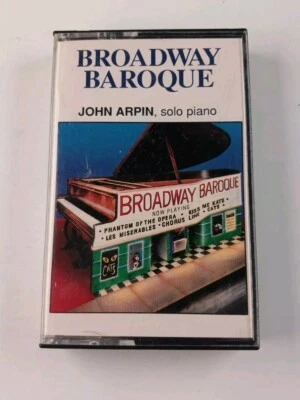 BROADWAY
BAROQUE
JOHN ARPIN, solo piano
BROADWAY BAROQUE
NOW PLAYING
• PHANTOM OF THE OPERA • KISS ME KATE
• LES MISERABLES • CHORUS LINE • CATS •
CATS